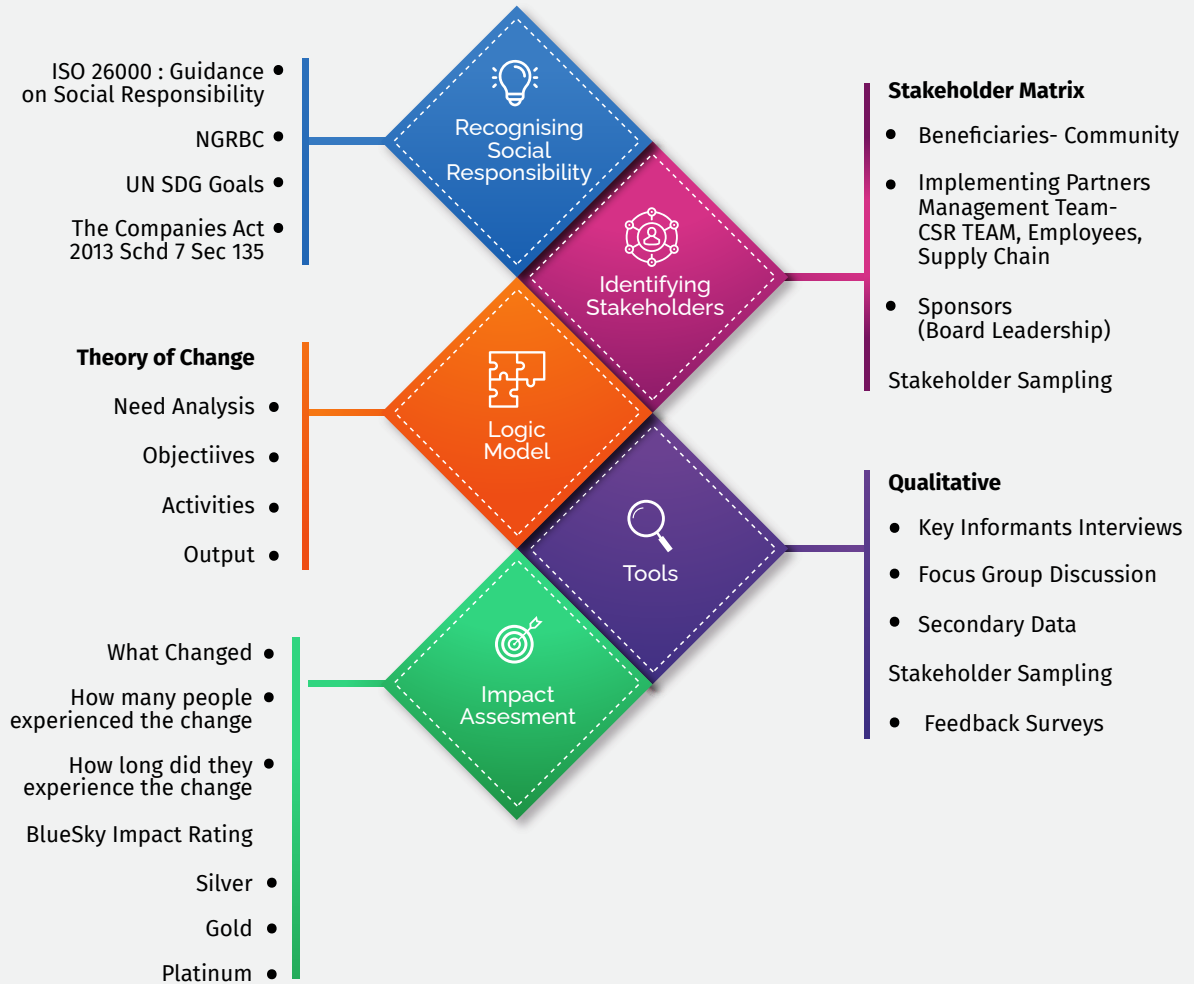 ISO 26000 : Guidance
on Social Responsibility
NGRBC
UN SDG Goals
The Companies Act
2013 Schd 7 Sec 135
Recognising
Social
Responsibility
Stakeholder Matrix
Beneficiaries- Community
Implementing Partners
Management Team-
CSR TEAM, Employees,
Supply Chain
Sponsors
(Board Leadership)
Stakeholder Sampling
Identifying
Stakeholders
Theory of Change
Need Analysis
Objectiives
Activities
Output
Logic
Model
Qualitative
Key Informants Interviews
Focus Group Discussion
Secondary Data
Stakeholder Sampling
Feedback Surveys
Tools
What Changed
How many people
experienced the change
How long did they
experience the change
BlueSky Impact Rating
Silver
Gold
Platinum
Impact
Assesment